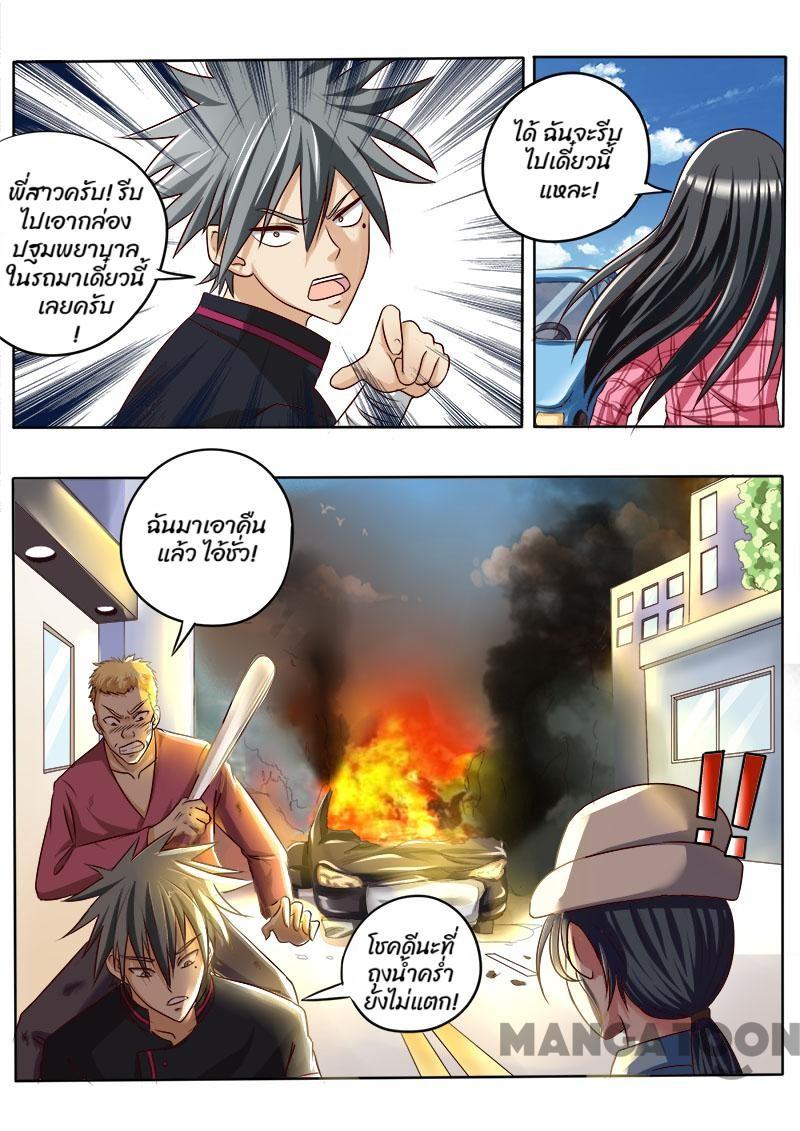 พี่สาวครับ! รีบ
ไปเอากล่อง
ปฐมพยาบาล
ในรถมาเดี๋ยวนี้
เลยครับ
!
ได้ ฉันจะรีบ
ไปเดี๋ยวนี้
แหละ!
ฉันมาเอาคืน
แล้ว ไอ้ชั่ว!
!!
โชคดีนะที่
ถุงน้ำคร่ำ
ยังไม่แตก!
MANGATOON